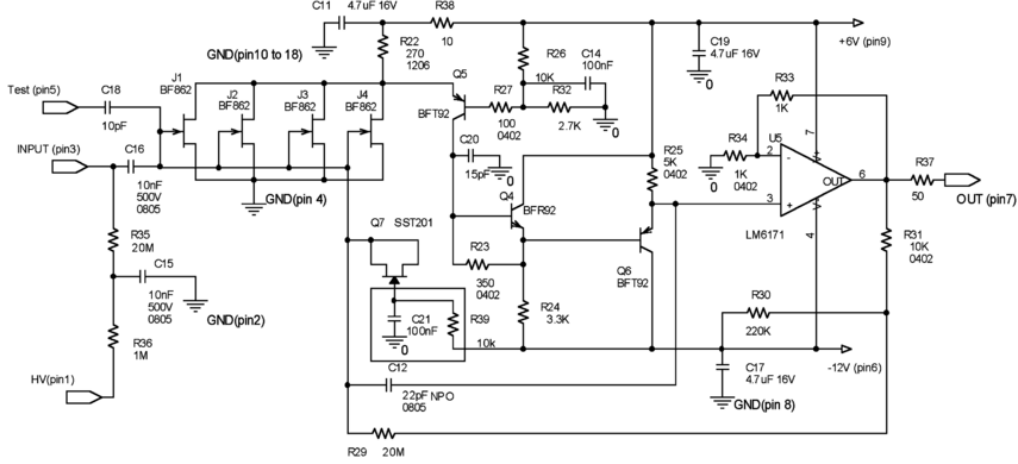 C11
4.7uF 16V
R38
10
GND(pin10 to 18)
R22
270
1206
R26
10K
C14
100nF
C19
4.7uF 16V
0
+6V (pin9)
Test (pin5)
C18
10pF
J1
BF862
J2
BF862
J3
BF862
J4
BF862
Q5
BFT92
R27
100
0402
R32
2.7K
0
R33
1K
INPUT (pin3)
C16
10nF
500V
0805
GND(pin 4)
C20
15pF
0
R25
5K
0402
R34
1K
0402
0
U5
2
-
7
V+
OUT
6
3
+
V-
4
LM6171
R37
50
OUT (pin7)
Q4
BFR92
Q7 SST201
R35
20M
C15
10nF
500V
0805
GND(pin2)
R23
350
0402
Q6
BFT92
R31
10K
0402
R24
3.3K
R30
220K
C21
100nF
0
R39
10k
R36
1M
HV(pin1)
C12
22pF NPO
0805
C17
4.7uF 16V
-12V (pin6)
GND(pin 8)
R29 20M